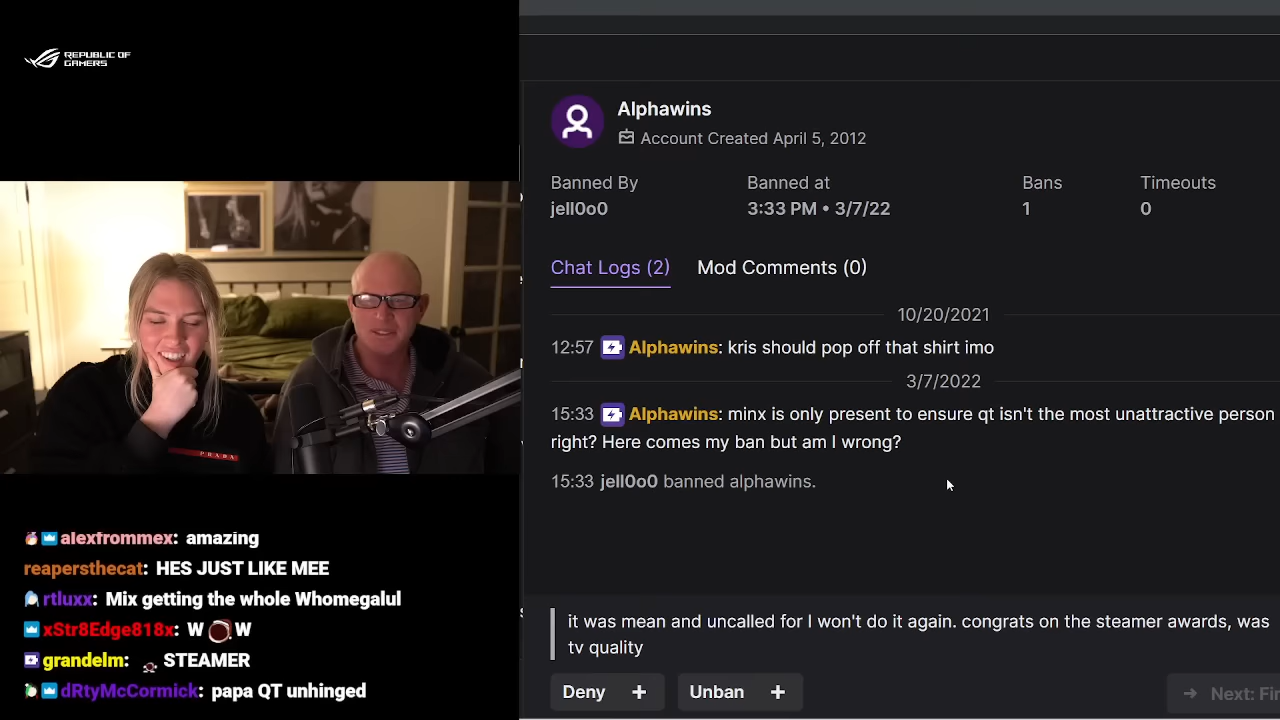 REPUBLIC OF
GAMERS
Alphawins
Account Created April 5, 2012
Banned By
Banned at
Bans
Timeouts
jell0o0
3:33 PM • 3/7/22
1
0
Chat Logs (2)
Mod Comments (0)
10/20/2021
12:57 Alphawins: kris should pop off that shirt imo
3/7/2022
15:33 Alphawins: minx is only present to ensure qt isn't the most unattractive person
right? Here comes my ban but am I wrong?
15:33 jell0o0 banned alphawins.
it was mean and uncalled for I won't do it again. congrats on the steamer awards, was
tv quality
Deny +
Unban +
→ Next: Fir
PRADA
alexfrommex: amazing
reapersthecat: HES JUST LIKE MEE
rtluxx: Mix getting the whole Whomegalul
xStr8Edge818x: W W
grandelm: STEAMER
dRtyMcCormick: papa QT unhinged